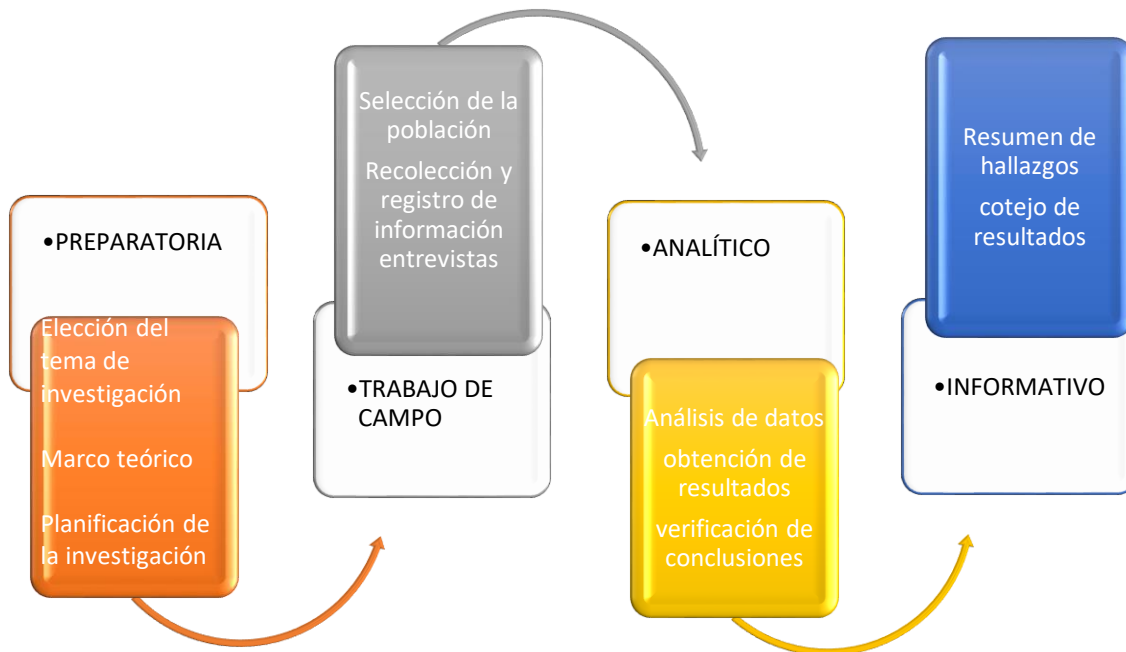 •PREPARATORIA
Elección del
tema de
investigación
Marco teórico
Planificación de
la investigación
Selección de la
población
Recolección y
registro de
información
entrevistas
•TRABAJO DE
CAMPO
•ANALÍTICO
Análisis de datos
obtención de
resultados
verificación de
conclusiones
Resumen de
hallazgos
cotejo de
resultados
•INFORMATIVO